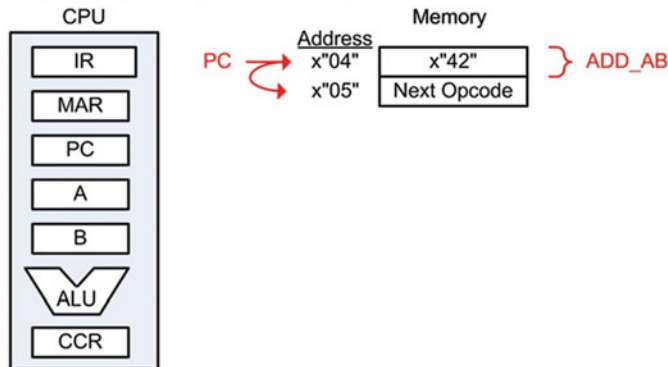 CPU
IR
MAR
PC
A
B
ALU
CCR
Memory
Address
PC x"04" x"42" ADD_AB
x"05" Next Opcode